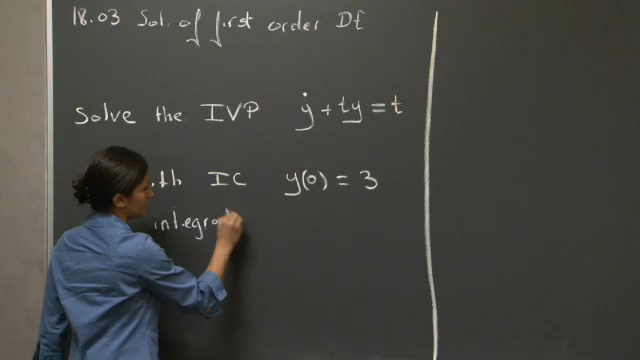 18.03 Sol. of first order DE
Solve the IVP ẏ + ty = t
th IC y(0) = 3
integra